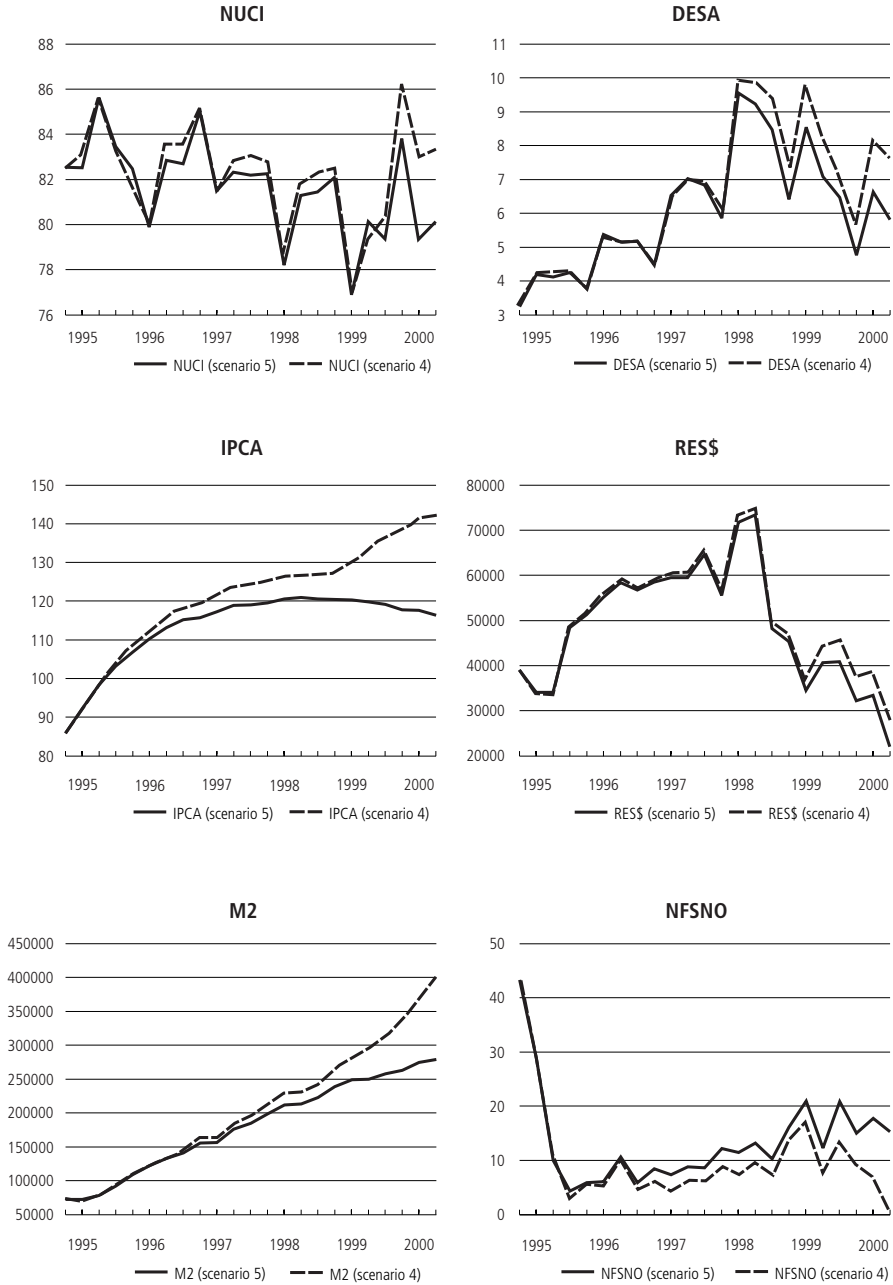 NUCI
88
86
84
82
80
78
76
1995 1996 1997 1998 1999 2000
NUCI (scenario 5) NUCI (scenario 4)
DESA
11
10
9
8
7
6
5
4
3
1995 1996 1997 1998 1999 2000
DESA (scenario 5) DESA (scenario 4)
IPCA
150
140
130
120
110
100
90
80
1995 1996 1997 1998 1999 2000
IPCA (scenario 5) IPCA (scenario 4)
RES$
80000
70000
60000
50000
40000
30000
20000
1995 1996 1997 1998 1999 2000
RES$ (scenario 5) RES$ (scenario 4)
M2
450000
400000
350000
300000
250000
200000
150000
100000
50000
1995 1996 1997 1998 1999 2000
M2 (scenario 5) M2 (scenario 4)
NFSNO
50
40
30
20
10
0
1995 1996 1997 1998 1999 2000
NFSNO (scenario 5) NFSNO (scenario 4)